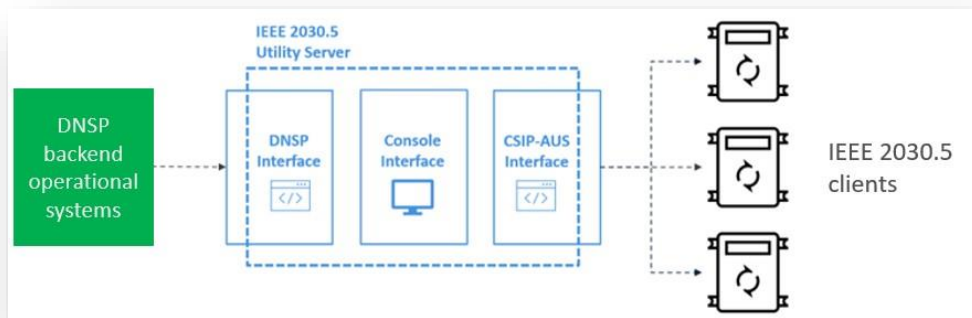 IEEE 2030.5
Utility Server
DNSP
backend
operational
systems
DNSP
Interface
</>
Console
Interface
CSIP-AUS
Interface
</>
IEEE 2030.5
clients